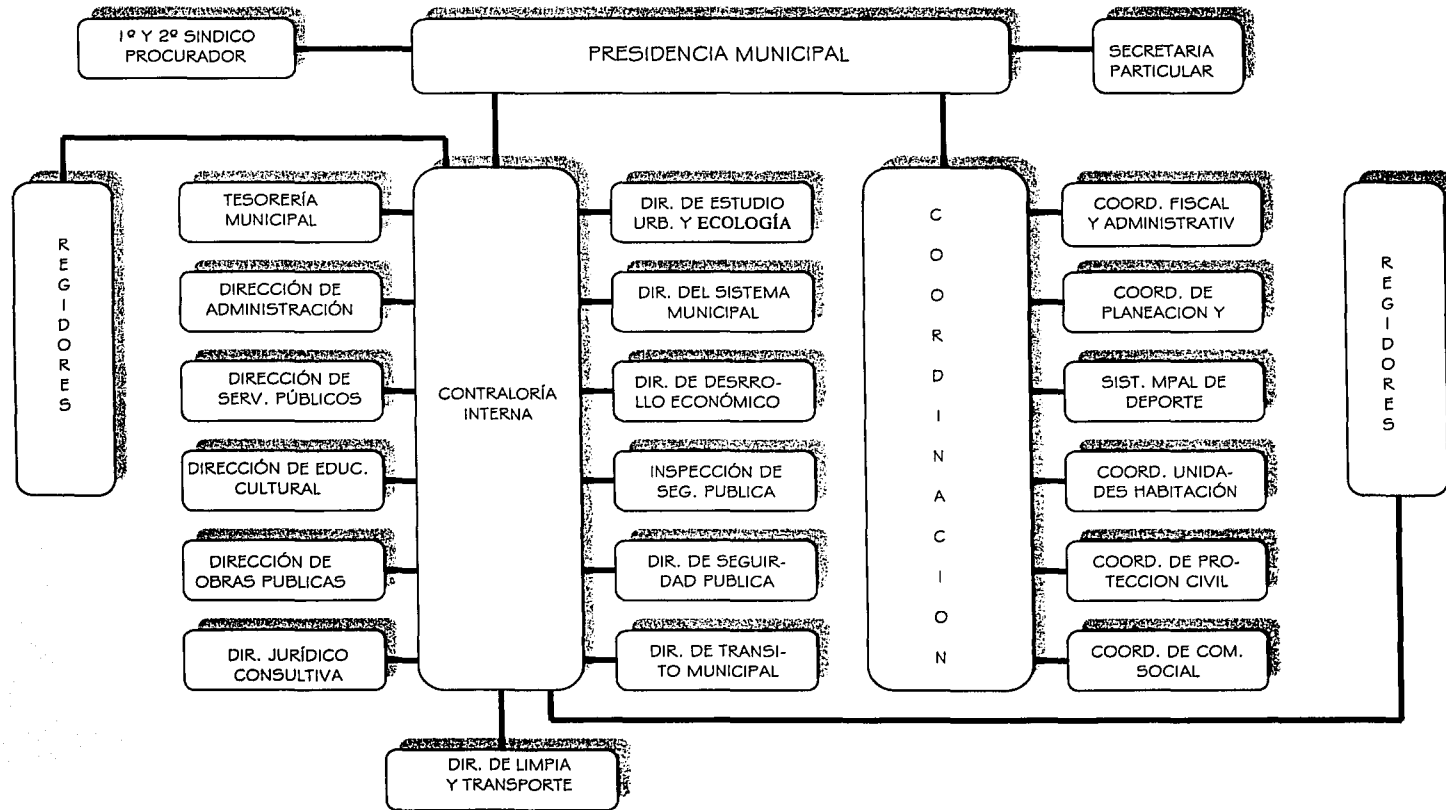 1º Y 2º SINDICO
PROCURADOR
PRESIDENCIA MUNICIPAL
SECRETARIA
PARTICULAR
REGIDORES
TESORERÍA
MUNICIPAL
DIRECCIÓN DE
ADMINISTRACIÓN
DIRECCIÓN DE
SERV. PÚBLICOS
DIRECCIÓN DE EDUC.
CULTURAL
DIRECCIÓN DE
OBRAS PUBLICAS
DIR. JURÍDICO
CONSULTIVA
CONTRALORÍA
INTERNA
DIR. DE ESTUDIO
URB. Y ECOLOGÍA
DIR. DEL SISTEMA
MUNICIPAL
DIR. DE DESRRO-
LLO ECONÓMICO
INSPECCIÓN DE
SEG. PUBLICA
DIR. DE SEGUIR-
DAD PUBLICA
DIR. DE TRANSI-
TO MUNICIPAL
DIR. DE LIMPIA
Y TRANSPORTE
COORDINACION
COORD. FISCAL
Y ADMINISTRATIV
COORD. DE
PLANEACION Y
SIST. MPAL DE
DEPORTE
COORD. UNIDA-
DES HABITACIÓN
COORD. DE PRO-
TECCION CIVIL
COORD. DE COM.
SOCIAL
REGIDORES